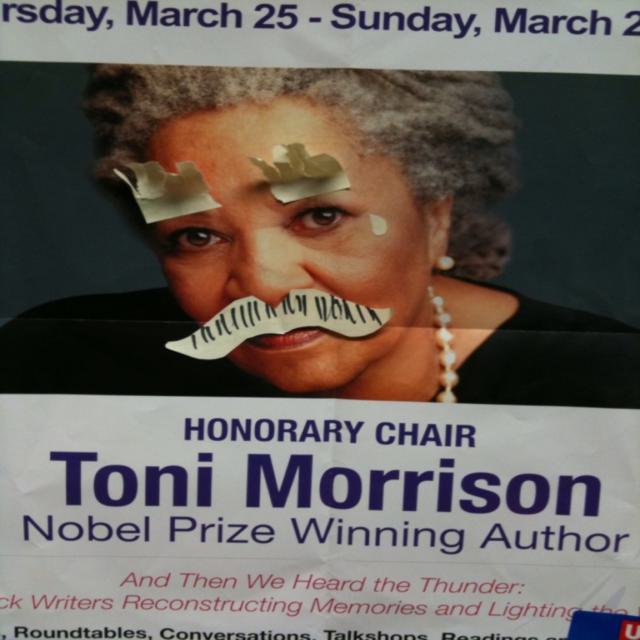 rsday, March 25 - Sunday, March 2
HONORARY CHAIR
Toni Morrison
Nobel Prize Winning Author
And Then We Heard the Thunder:
ck Writers Reconstructing Memories and Lighting the
, Roundtables, Conversations, Talkshops, Readings